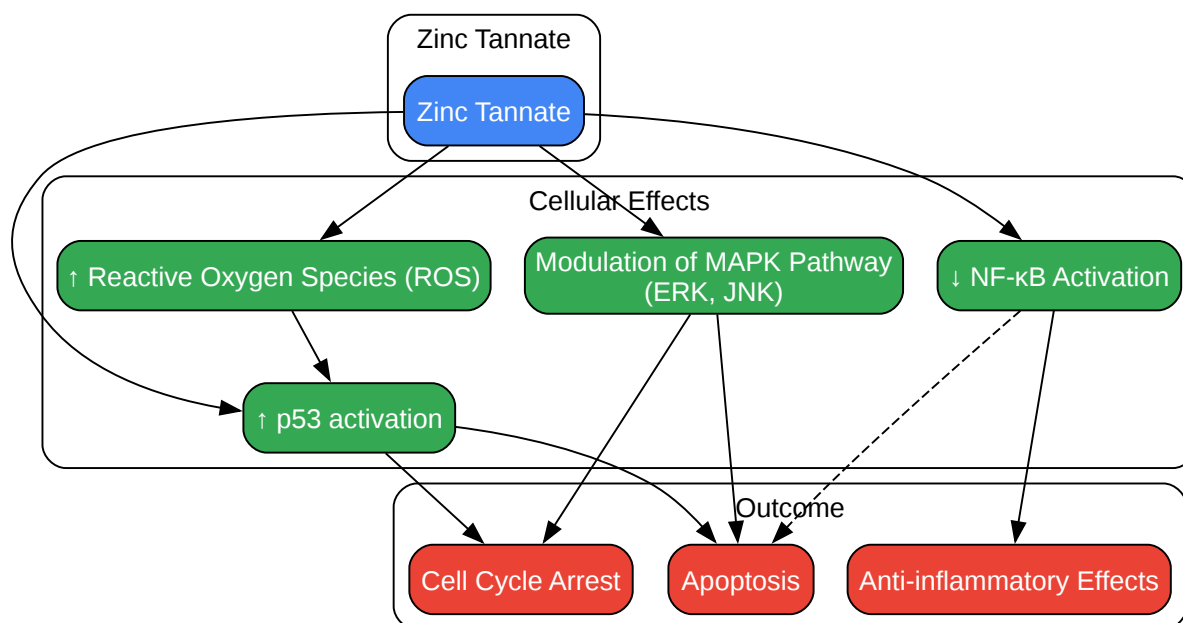 Zinc Tannate
Zinc Tannate
Cellular Effects
↑ Reactive Oxygen Species (ROS)
Modulation of MAPK Pathway
(ERK, JNK)
↓ NF-κB Activation
↑ p53 activation
Outcome
Cell Cycle Arrest
Apoptosis
Anti-inflammatory Effects